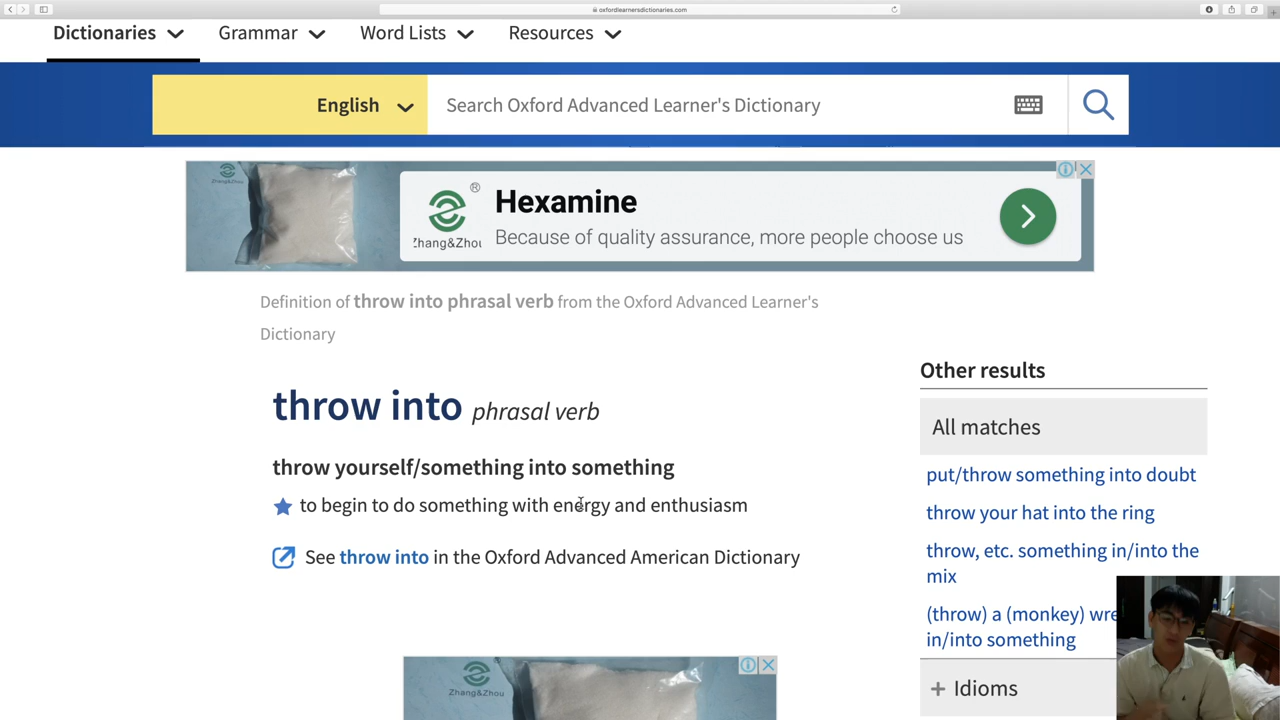 oxfordlearnersdictionaries.com
Dictionaries Grammar Word Lists Resources
English Search Oxford Advanced Learner's Dictionary
Zhang&Zhou
Hexamine
Because of quality assurance, more people choose us
Zhang&Zhou
Definition of throw into phrasal verb from the Oxford Advanced Learner's
Dictionary
throw into phrasal verb
throw yourself/something into something
to begin to do something with energy and enthusiasm
See throw into in the Oxford Advanced American Dictionary
Other results
All matches
put/throw something into doubt
throw your hat into the ring
throw, etc. something in/into the
mix
(throw) a (monkey) wre
in/into something
+ Idioms
Zhang&Zhou